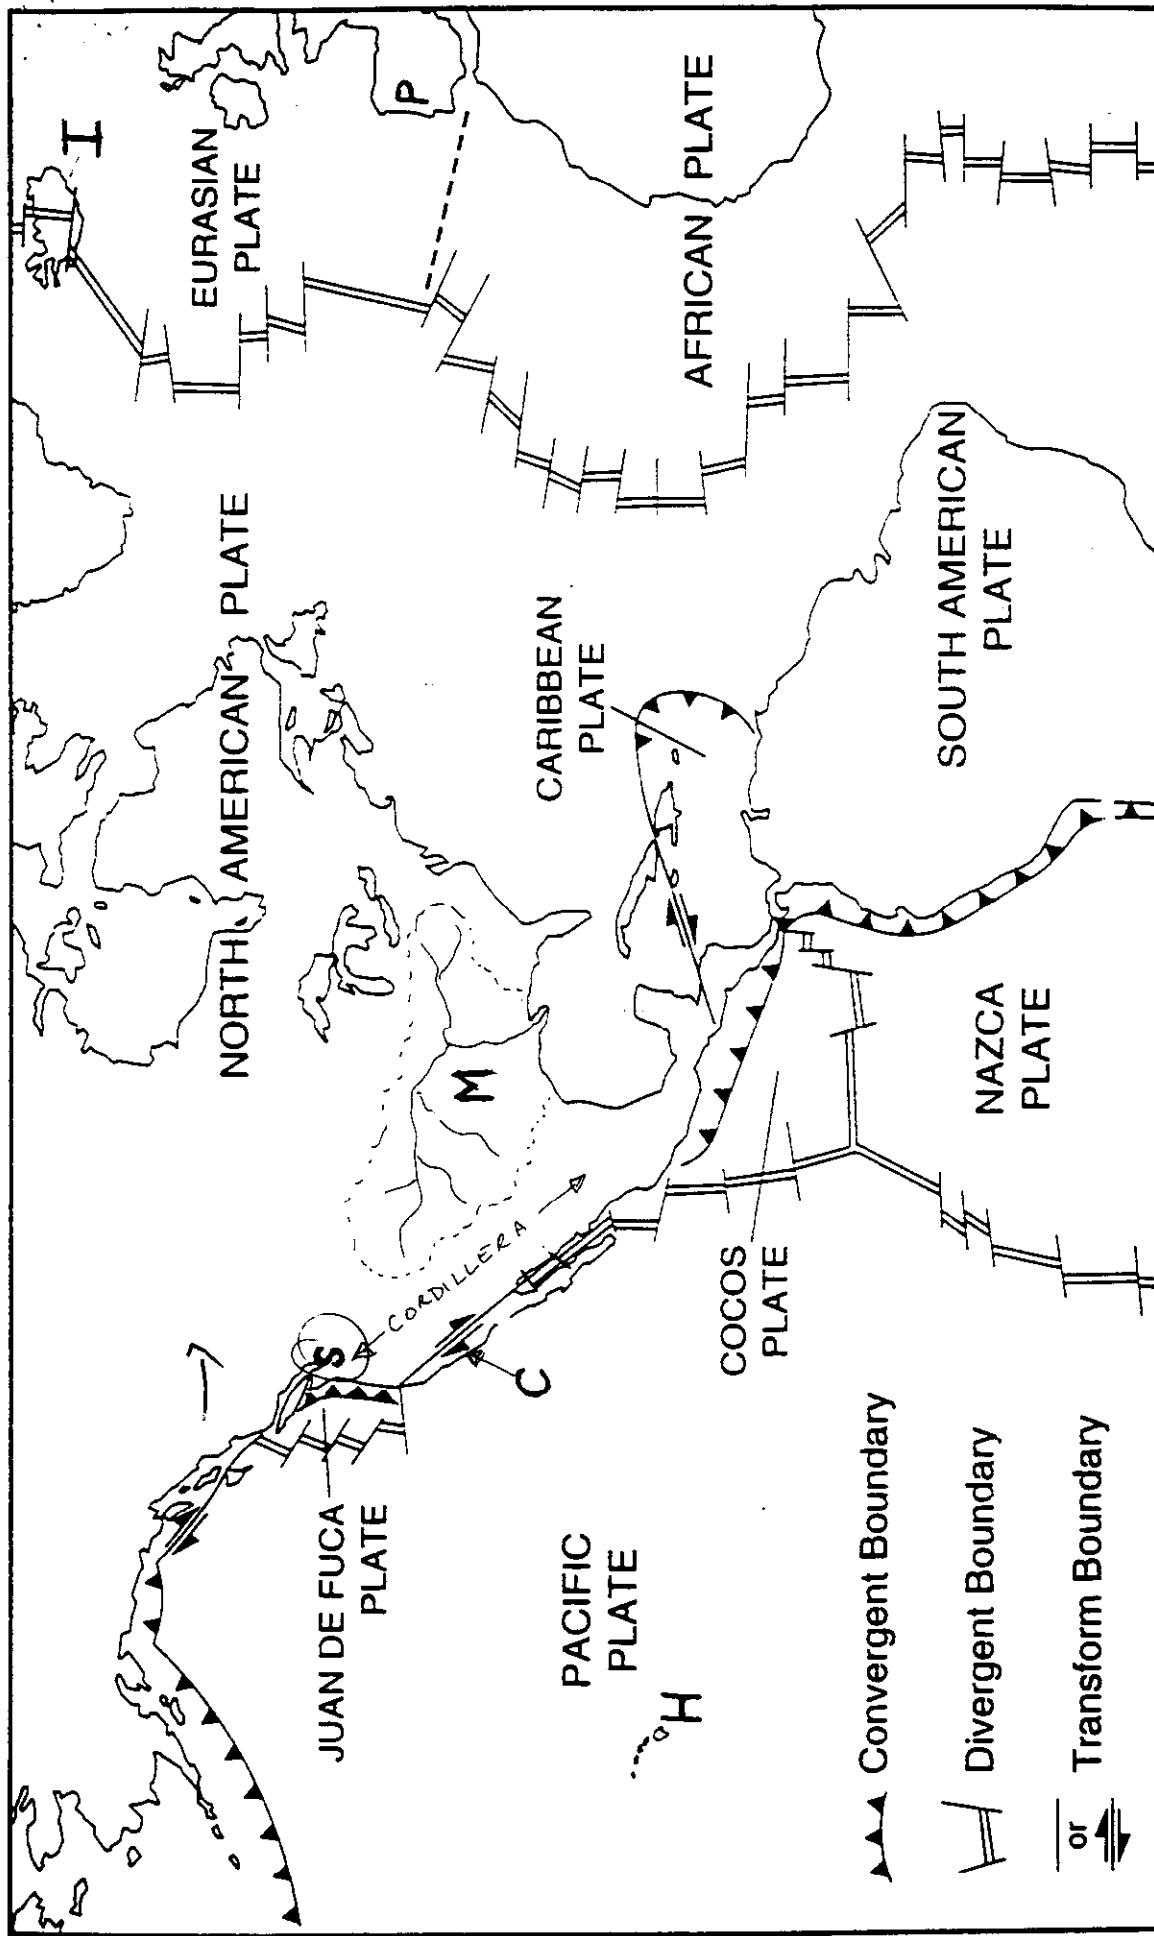 I
P
EURASIAN
PLATE
NORTH AMERICAN PLATE
AFRICAN PLATE
CARIBBEAN
PLATE
SOUTH AMERICAN
PLATE
M
CORDILLERA
S
C
JUAN DE FUCA
PLATE
COCOS
PLATE
NAZCA
PLATE
PACIFIC
PLATE
H
Convergent Boundary
Divergent Boundary
or
Transform Boundary